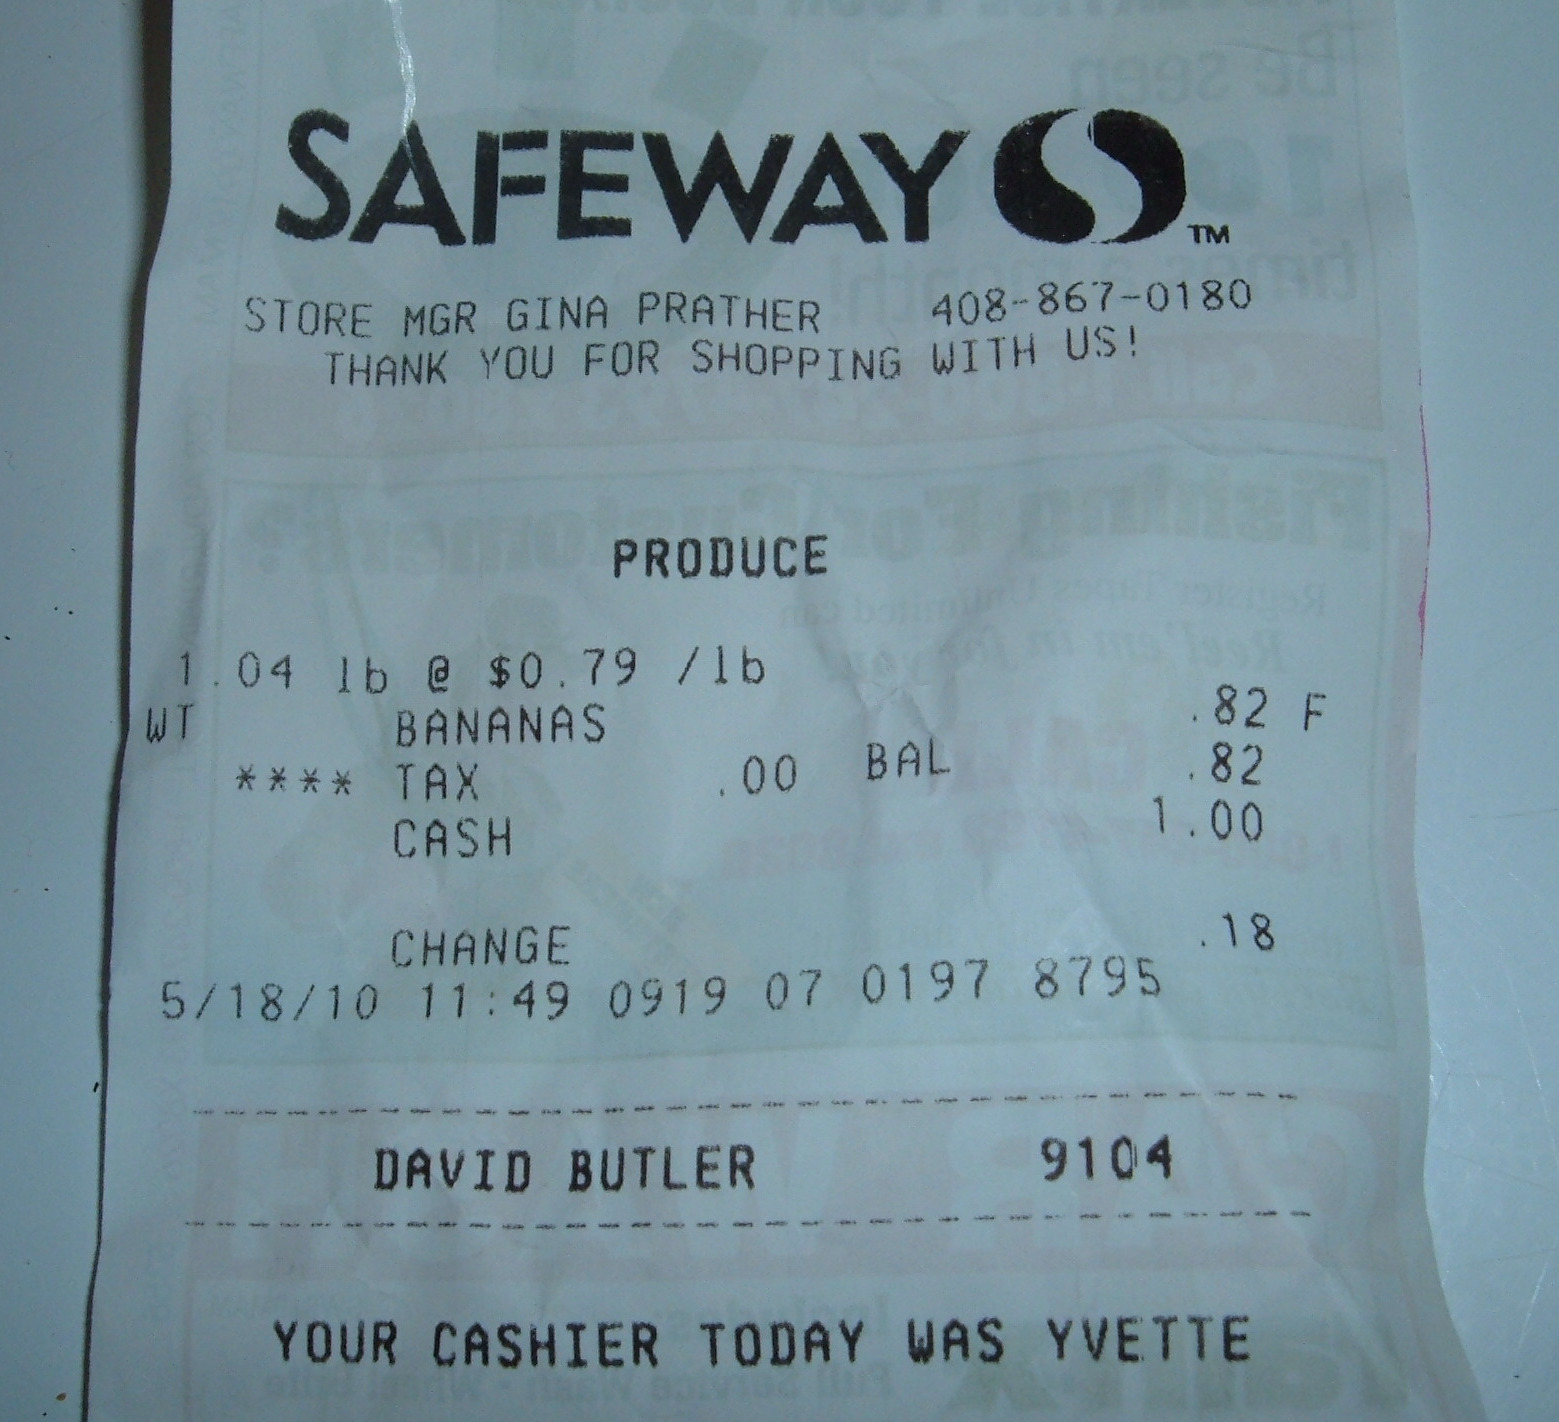 SAFEWAY TM
STORE MGR GINA PRATHER 408-867-0180
THANK YOU FOR SHOPPING WITH US!
PRODUCE
1.04 lb @ $0.79 /lb
WT BANANAS .82 F
**** TAX .00 BAL .82
CASH 1.00
CHANGE .18
5/18/10 11:49 0919 07 0197 8795
DAVID BUTLER 9104
YOUR CASHIER TODAY WAS YVETTE